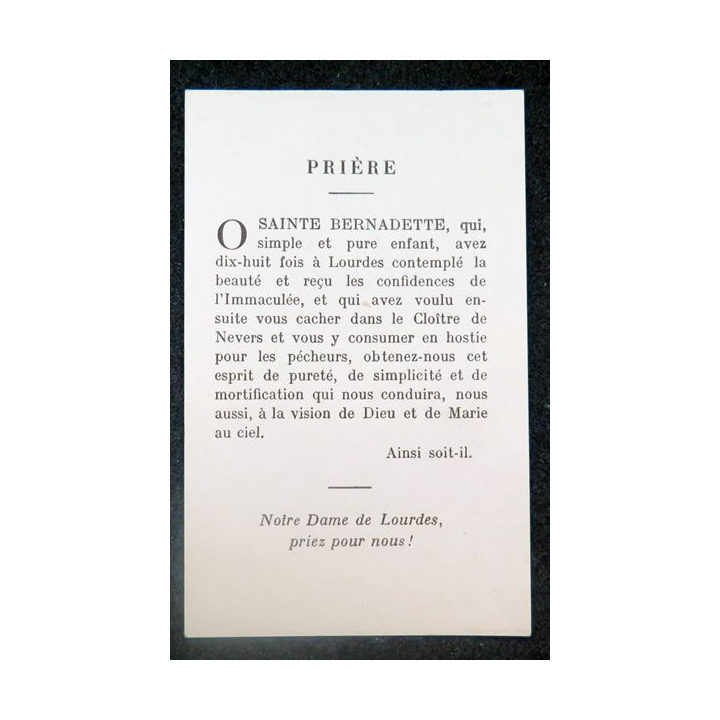 PRIÈRE
O SAINTE BERNADETTE, qui,
simple et pure enfant, avez
dix-huit fois à Lourdes contemplé la
beauté et reçu les confidences de
l'Immaculée, et qui avez voulu en-
suite vous cacher dans le Cloître de
Nevers et vous y consumer en hostie
pour les pécheurs, obtenez-nous cet
esprit de pureté, de simplicité et de
mortification qui nous conduira, nous
aussi, à la vision de Dieu et de Marie
au ciel.
Ainsi soit-il.
Notre Dame de Lourdes,
priez pour nous !